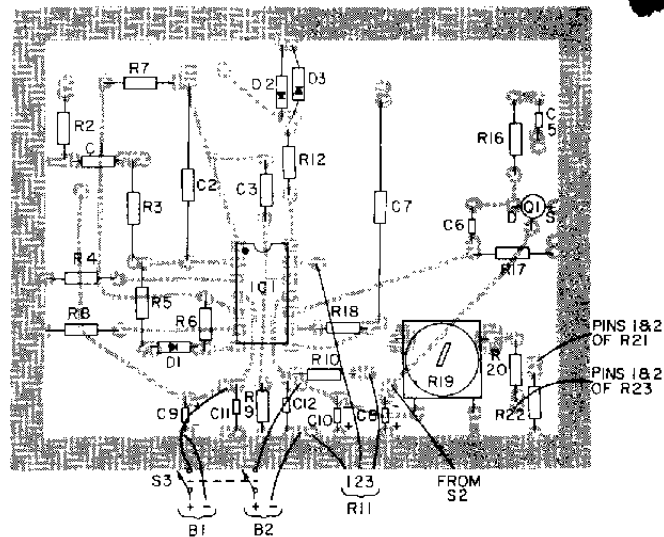 R7
D2
D3
R2
C
5
R16
C
R12
C2
C3
R3
C7
C6
D
Q1
S
R4
R17
IC1
R5
R8
R6
R18
PINS 1&2
OF R21
D1
R10
R19
R
20
PINS 1&2
OF R23
C9
C11
R
9
C12
C10
+
C8
+
R22
S3
1 2 3
FROM
S2
R11
+ -
+ -
B1
B2